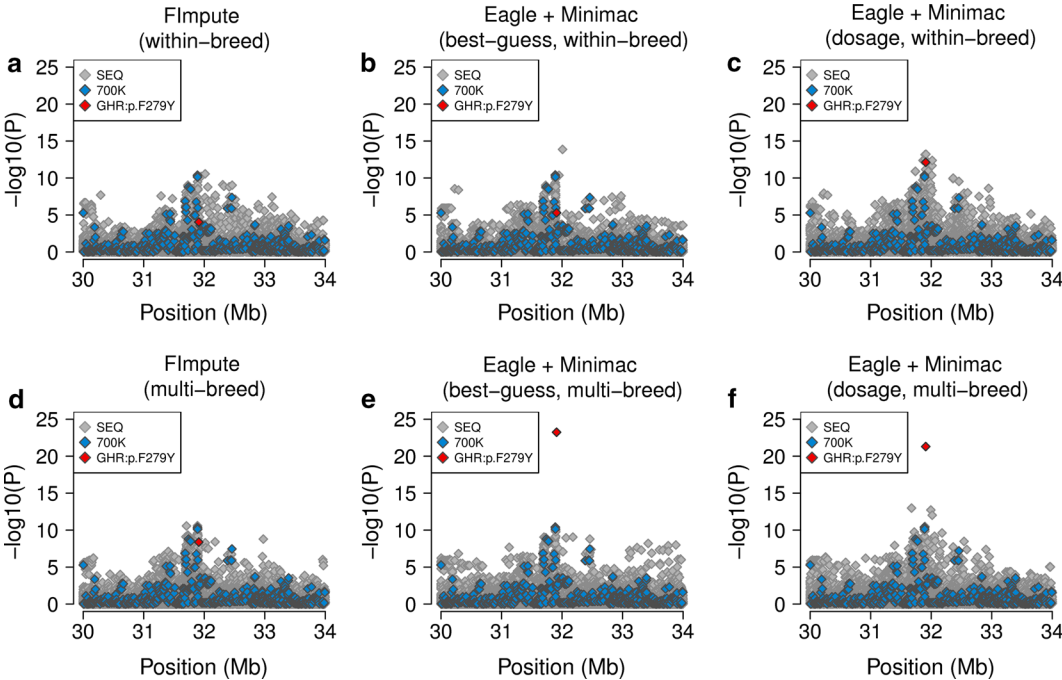 FImpute
(within−breed)
a
25
20
15
10
5
0
−log10(P)
SEQ
700K
GHR:p.F279Y
30 31 32 33 34
Position (Mb)
Eagle + Minimac
(best−guess, within−breed)
b
25
20
15
10
5
0
−log10(P)
SEQ
700K
GHR:p.F279Y
30 31 32 33 34
Position (Mb)
Eagle + Minimac
(dosage, within−breed)
c
25
20
15
10
5
0
−log10(P)
SEQ
700K
GHR:p.F279Y
30 31 32 33 34
Position (Mb)
FImpute
(multi−breed)
d
25
20
15
10
5
0
−log10(P)
SEQ
700K
GHR:p.F279Y
30 31 32 33 34
Position (Mb)
Eagle + Minimac
(best−guess, multi−breed)
e
25
20
15
10
5
0
−log10(P)
SEQ
700K
GHR:p.F279Y
30 31 32 33 34
Position (Mb)
Eagle + Minimac
(dosage, multi−breed)
f
25
20
15
10
5
0
−log10(P)
SEQ
700K
GHR:p.F279Y
30 31 32 33 34
Position (Mb)